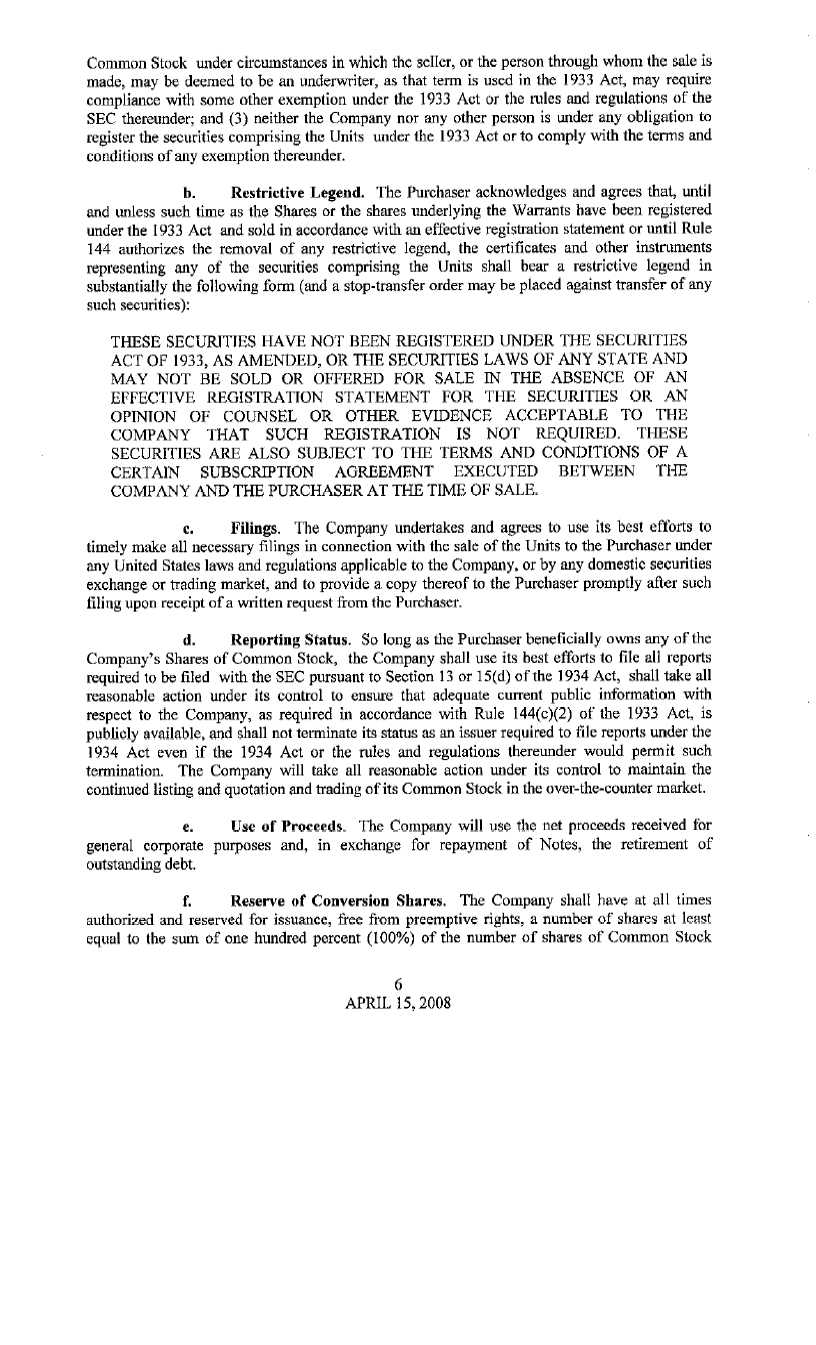 Common Stock under circumstances in which the seller, or the person through whom the sale is
made, may be deemed to be an underwriter, as that term is used in the 1933 Act, may require
compliance with some other exemption under the 1933 Act or the rules and regulations of the
SEC thereunder; and (3) neither the Company nor any other person is under any obligation to
register the securities comprising the Units under the 1933 Act or to comply with the terms and
conditions of any exemption thereunder.
b. Restrictive Legend. The Purchaser acknowledges and agrees that, until
and unless such time as the Shares or the shares underlying the Warrants have been registered
under the 1933 Act and sold in accordance with an effective registration statement or until Rule
144 authorizes the removal of any restrictive legend, the certificates and other instruments
representing any of the securities comprising the Units shall bear a restrictive legend in
substantially the following form (and a stop-transfer order may be placed against transfer of any
such securities):
THESE SECURITIES HAVE NOT BEEN REGISTERED UNDER THE SECURITIES
ACT OF 1933, AS AMENDED, OR THE SECURITIES LAWS OF ANY STATE AND
MAY NOT BE SOLD OR OFFERED FOR SALE IN THE ABSENCE OF AN
EFFECTIVE REGISTRATION STATEMENT FOR THE SECURITIES OR AN
OPINION OF COUNSEL OR OTHER EVIDENCE ACCEPTABLE TO THE
COMPANY THAT SUCH REGISTRATION IS NOT REQUIRED. THESE
SECURITIES ARE ALSO SUBJECT TO THE TERMS AND CONDITIONS OF A
CERTAIN SUBSCRIPTION AGREEMENT EXECUTED BETWEEN THE
COMPANY AND THE PURCHASER AT THE TIME OF SALE.
c. Filings. The Company undertakes and agrees to use its best efforts to
timely make all necessary filings in connection with the sale of the Units to the Purchaser under
any United States laws and regulations applicable to the Company, or by any domestic securities
exchange or trading market, and to provide a copy thereof to the Purchaser promptly after such
filing upon receipt of a written request from the Purchaser.
d. Reporting Status. So long as the Purchaser beneficially owns any of the
Company's Shares of Common Stock, the Company shall use its best efforts to file all reports
required to be filed with the SEC pursuant to Section 13 or 15(d) of the 1934 Act, shall take all
reasonable action under its control to ensure that adequate current public information with
respect to the Company, as required in accordance with Rule 144(c)(2) of the 1933 Act, is
publicly available, and shall not terminate its status as an issuer required to file reports under the
1934 Act even if the 1934 Act or the rules and regulations thereunder would permit such
termination. The Company will take all reasonable action under its control to maintain the
continued listing and quotation and trading of its Common Stock in the over-the-counter market.
e. Use of Proceeds. The Company will use the net proceeds received for
general corporate purposes and, in exchange for repayment of Notes, the retirement of
outstanding debt.
f. Reserve of Conversion Shares. The Company shall have at all times
authorized and reserved for issuance, free from preemptive rights, a number of shares at least
equal to the sum of one hundred percent (100%) of the number of shares of Common Stock
6
APRIL 15, 2008